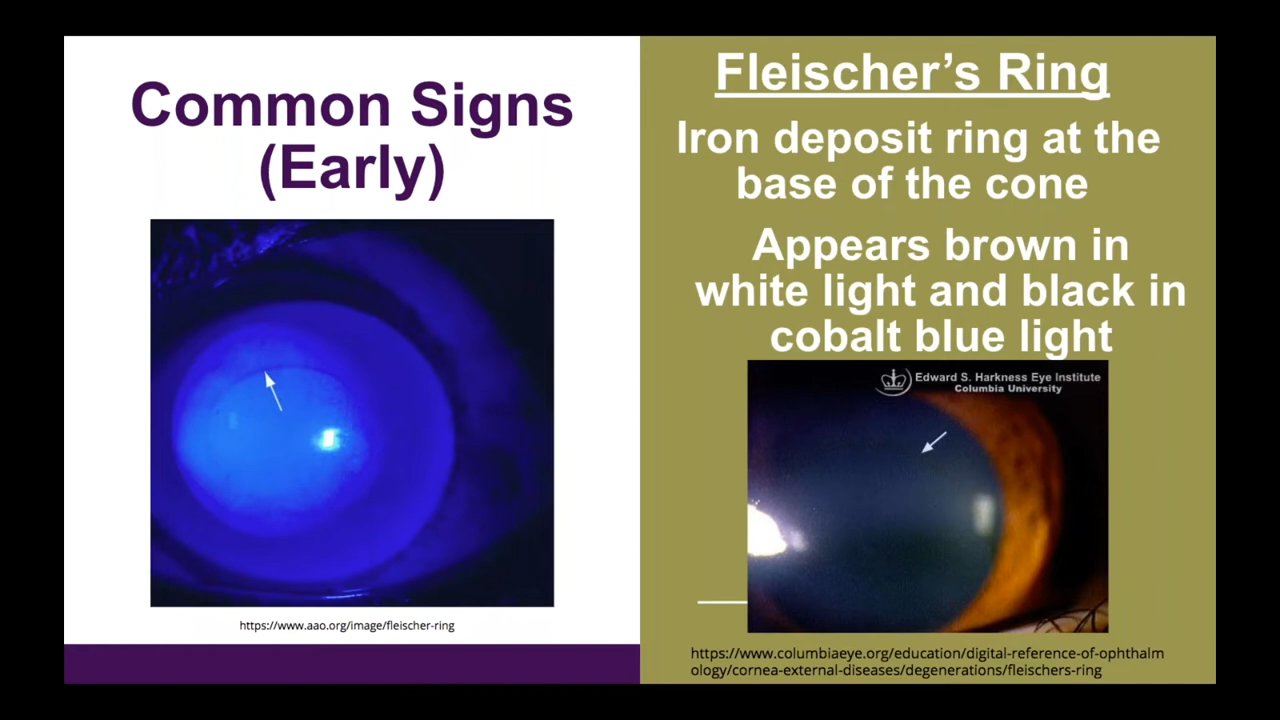 Common Signs
(Early)
https://www.aao.org/image/fleischer-ring
Fleischer’s Ring
Iron deposit ring at the
base of the cone
Appears brown in
white light and black in
cobalt blue light
Edward S. Harkness Eye Institute
Columbia University
https://www.columbiaeye.org/education/digital-reference-of-ophthalm
ology/cornea-external-diseases/degenerations/fleischers-ring